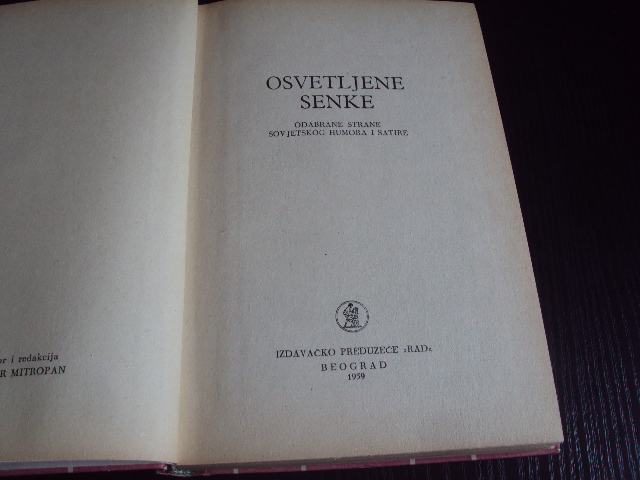 or i redakcija
R MITROPAN
OSVETLJENE
SENKE
ODABRANE STRANE
SOVJETSKOG HUMORA I SATIRE
IZDAVAČKO PREDUZEĆE »RAD«
BEOGRAD
1959